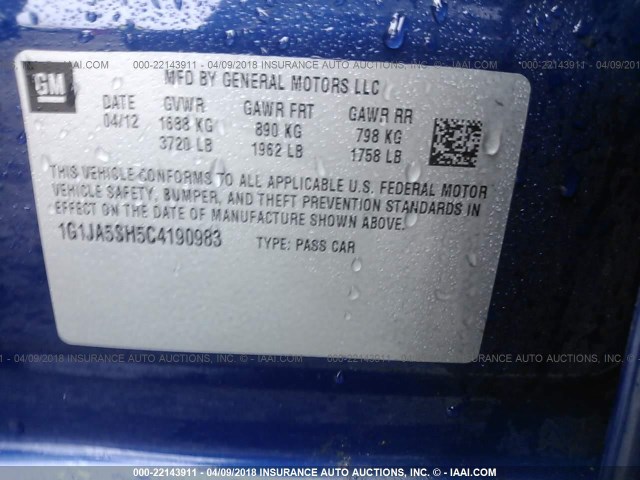 000-22143911 - 04/09/2018 INSURANCE AUTO AUCTIONS, INC. - © IAAI.COM
GM
MFD BY GENERAL MOTORS LLC
DATE GVWR GAWR FRT GAWR RR
04/12 1688 KG 890 KG 798 KG
3720 LB 1962 LB 1758 LB
THIS VEHICLE CONFORMS TO ALL APPLICABLE U.S. FEDERAL MOTOR
VEHICLE SAFETY, BUMPER, AND THEFT PREVENTION STANDARDS IN
EFFECT ON THE DATE OF MANUFACTURE SHOWN ABOVE.
1G1JA5SH5C4190983 TYPE: PASS CAR
000-22143911 - 04/09/2018 INSURANCE AUTO AUCTIONS, INC. - © IAAI.COM